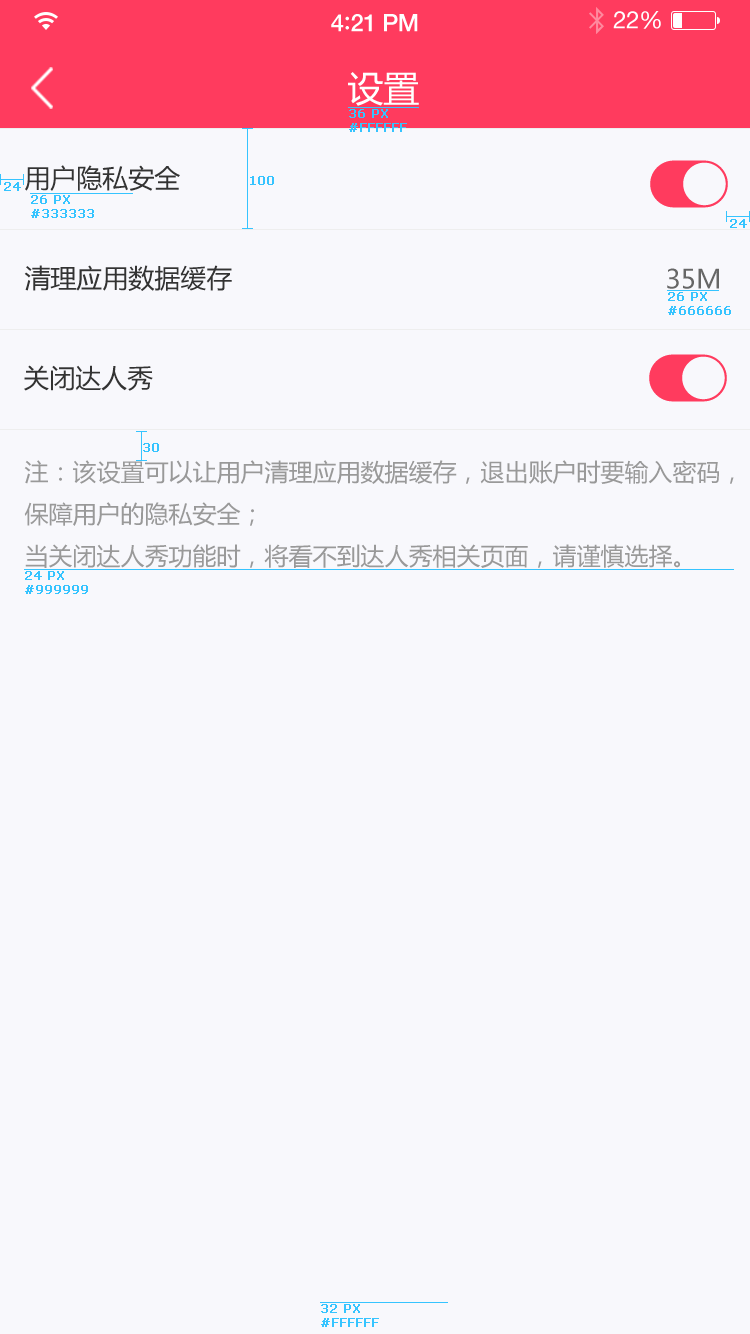 4:21 PM
22%
设置
36 PX
#FFFFFF
用户隐私安全
24
26 PX
#333333
100
24
清理应用数据缓存
35M
26 PX
#666666
关闭达人秀
30
注：该设置可以让用户清理应用数据缓存，退出账户时要输入密码，
保障用户的隐私安全；
当关闭达人秀功能时，将看不到达人秀相关页面，请谨慎选择。
24 PX
#999999
32 PX
#FFFFFF